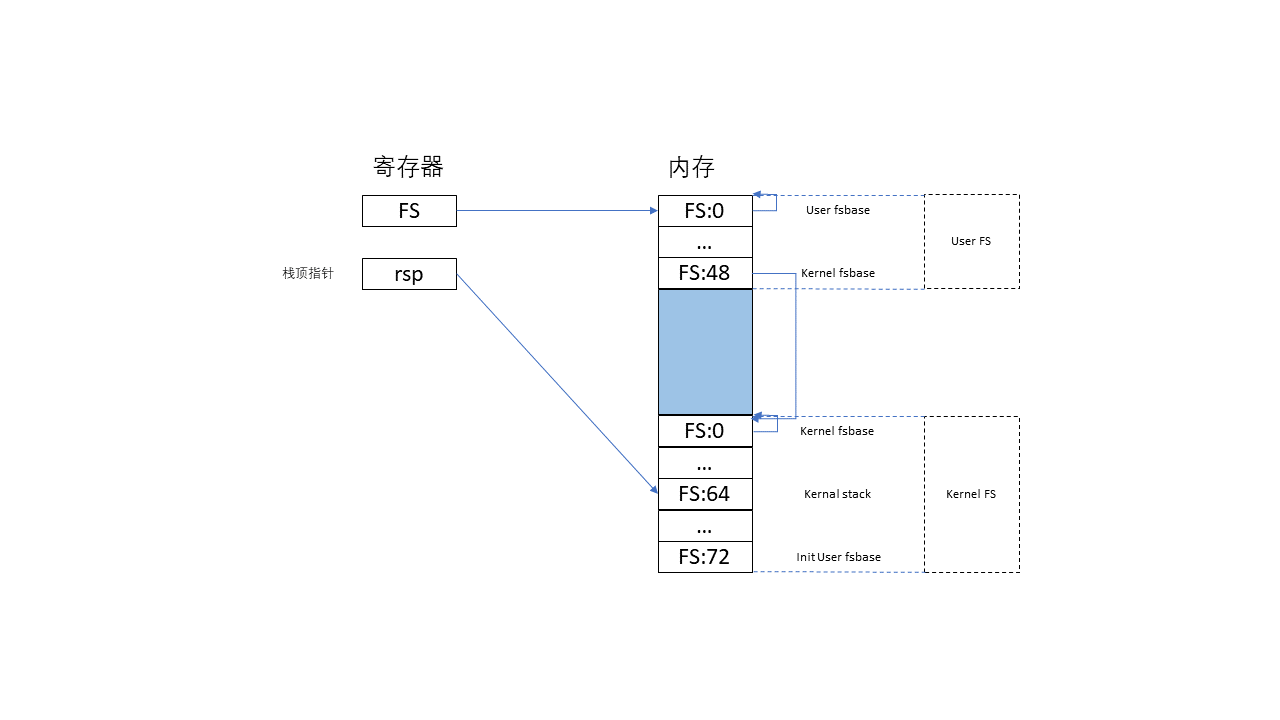 寄存器
内存
FS
FS:0
User fsbase
...
User FS
栈顶指针
rsp
FS:48
Kernel fsbase
FS:0
Kernel fsbase
...
FS:64
Kernal stack
Kernel FS
...
FS:72
Init User fsbase